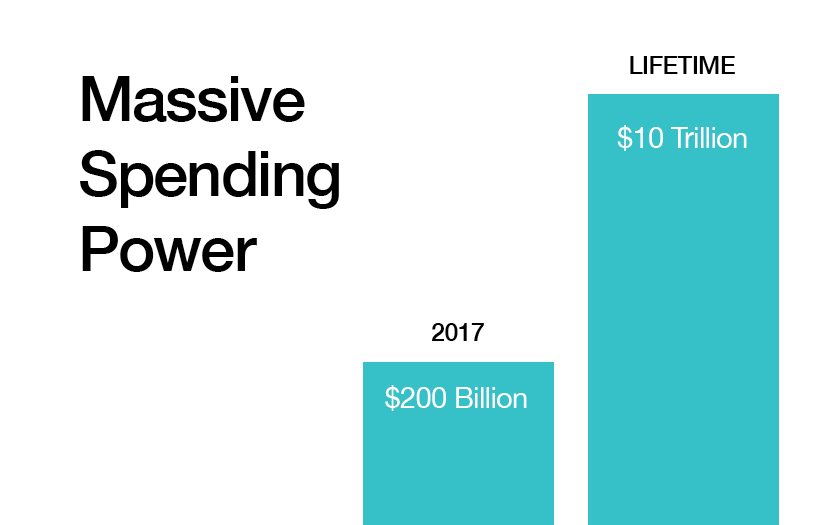 Massive
Spending
Power
LIFETIME
$10 Trillion
2017
$200 Billion